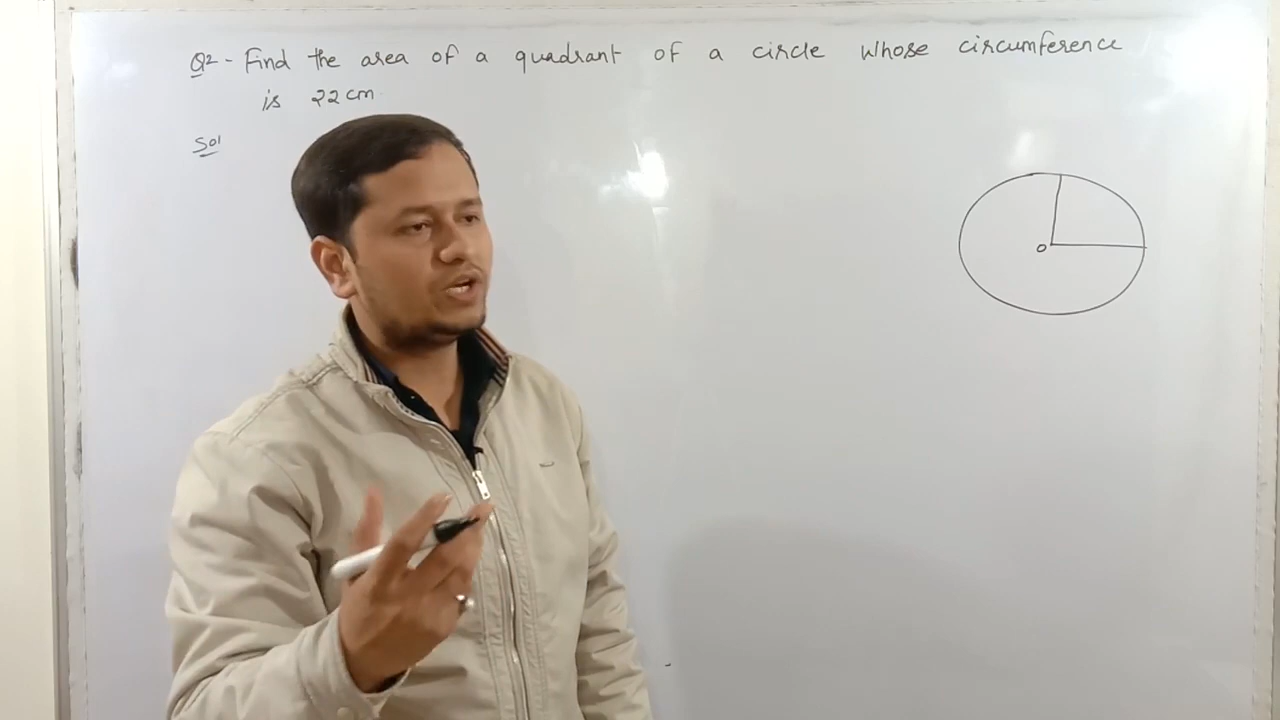 Q2 - Find the area of a quadrant of a circle whose circumference
is 22 cm.
Sol
O